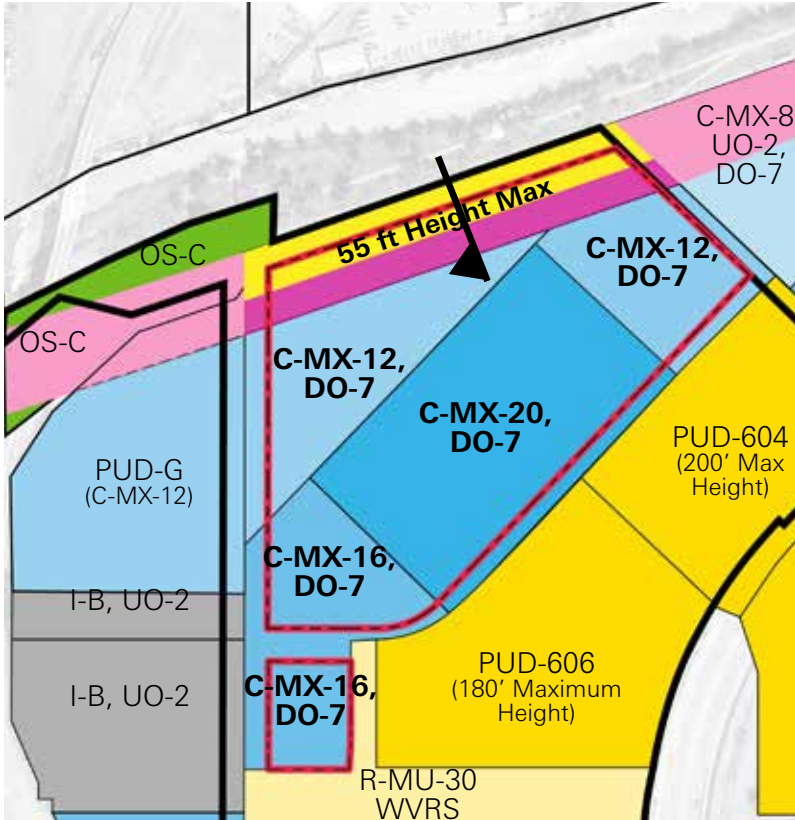 C-MX-8
UO-2,
DO-7
55 ft Height Max
OS-C
C-MX-12,
DO-7
OS-C
C-MX-12,
DO-7
C-MX-20,
DO-7
PUD-604
(200’ Max
Height)
PUD-G
(C-MX-12)
C-MX-16,
DO-7
I-B, UO-2
PUD-606
(180’ Maximum
Height)
I-B, UO-2
C-MX-16,
DO-7
R-MU-30
WVRS